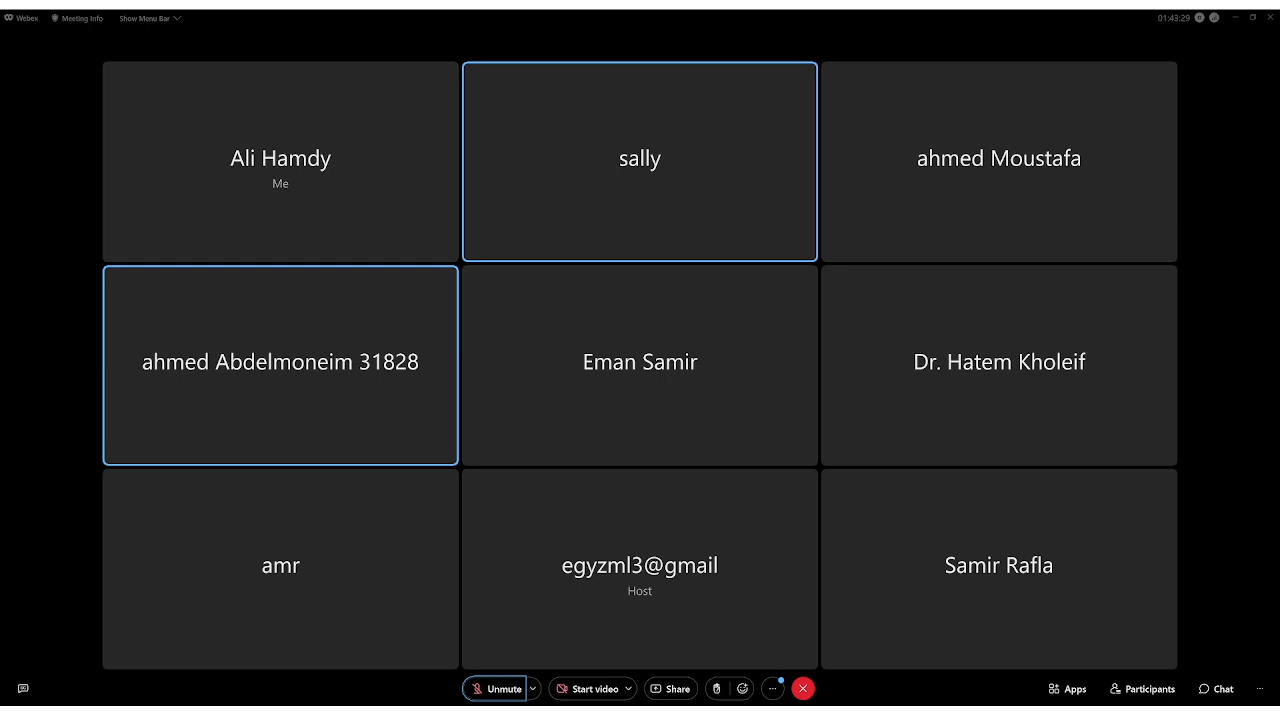 Webex Meeting Info Show Menu Bar 01:43:29
Ali Hamdy
Me
sally
ahmed Moustafa
ahmed Abdelmoneim 31828
Eman Samir
Dr. Hatem Kholeif
amr
egyzml3@gmail
Host
Samir Rafla
Unmute Start video Share Apps Participants Chat